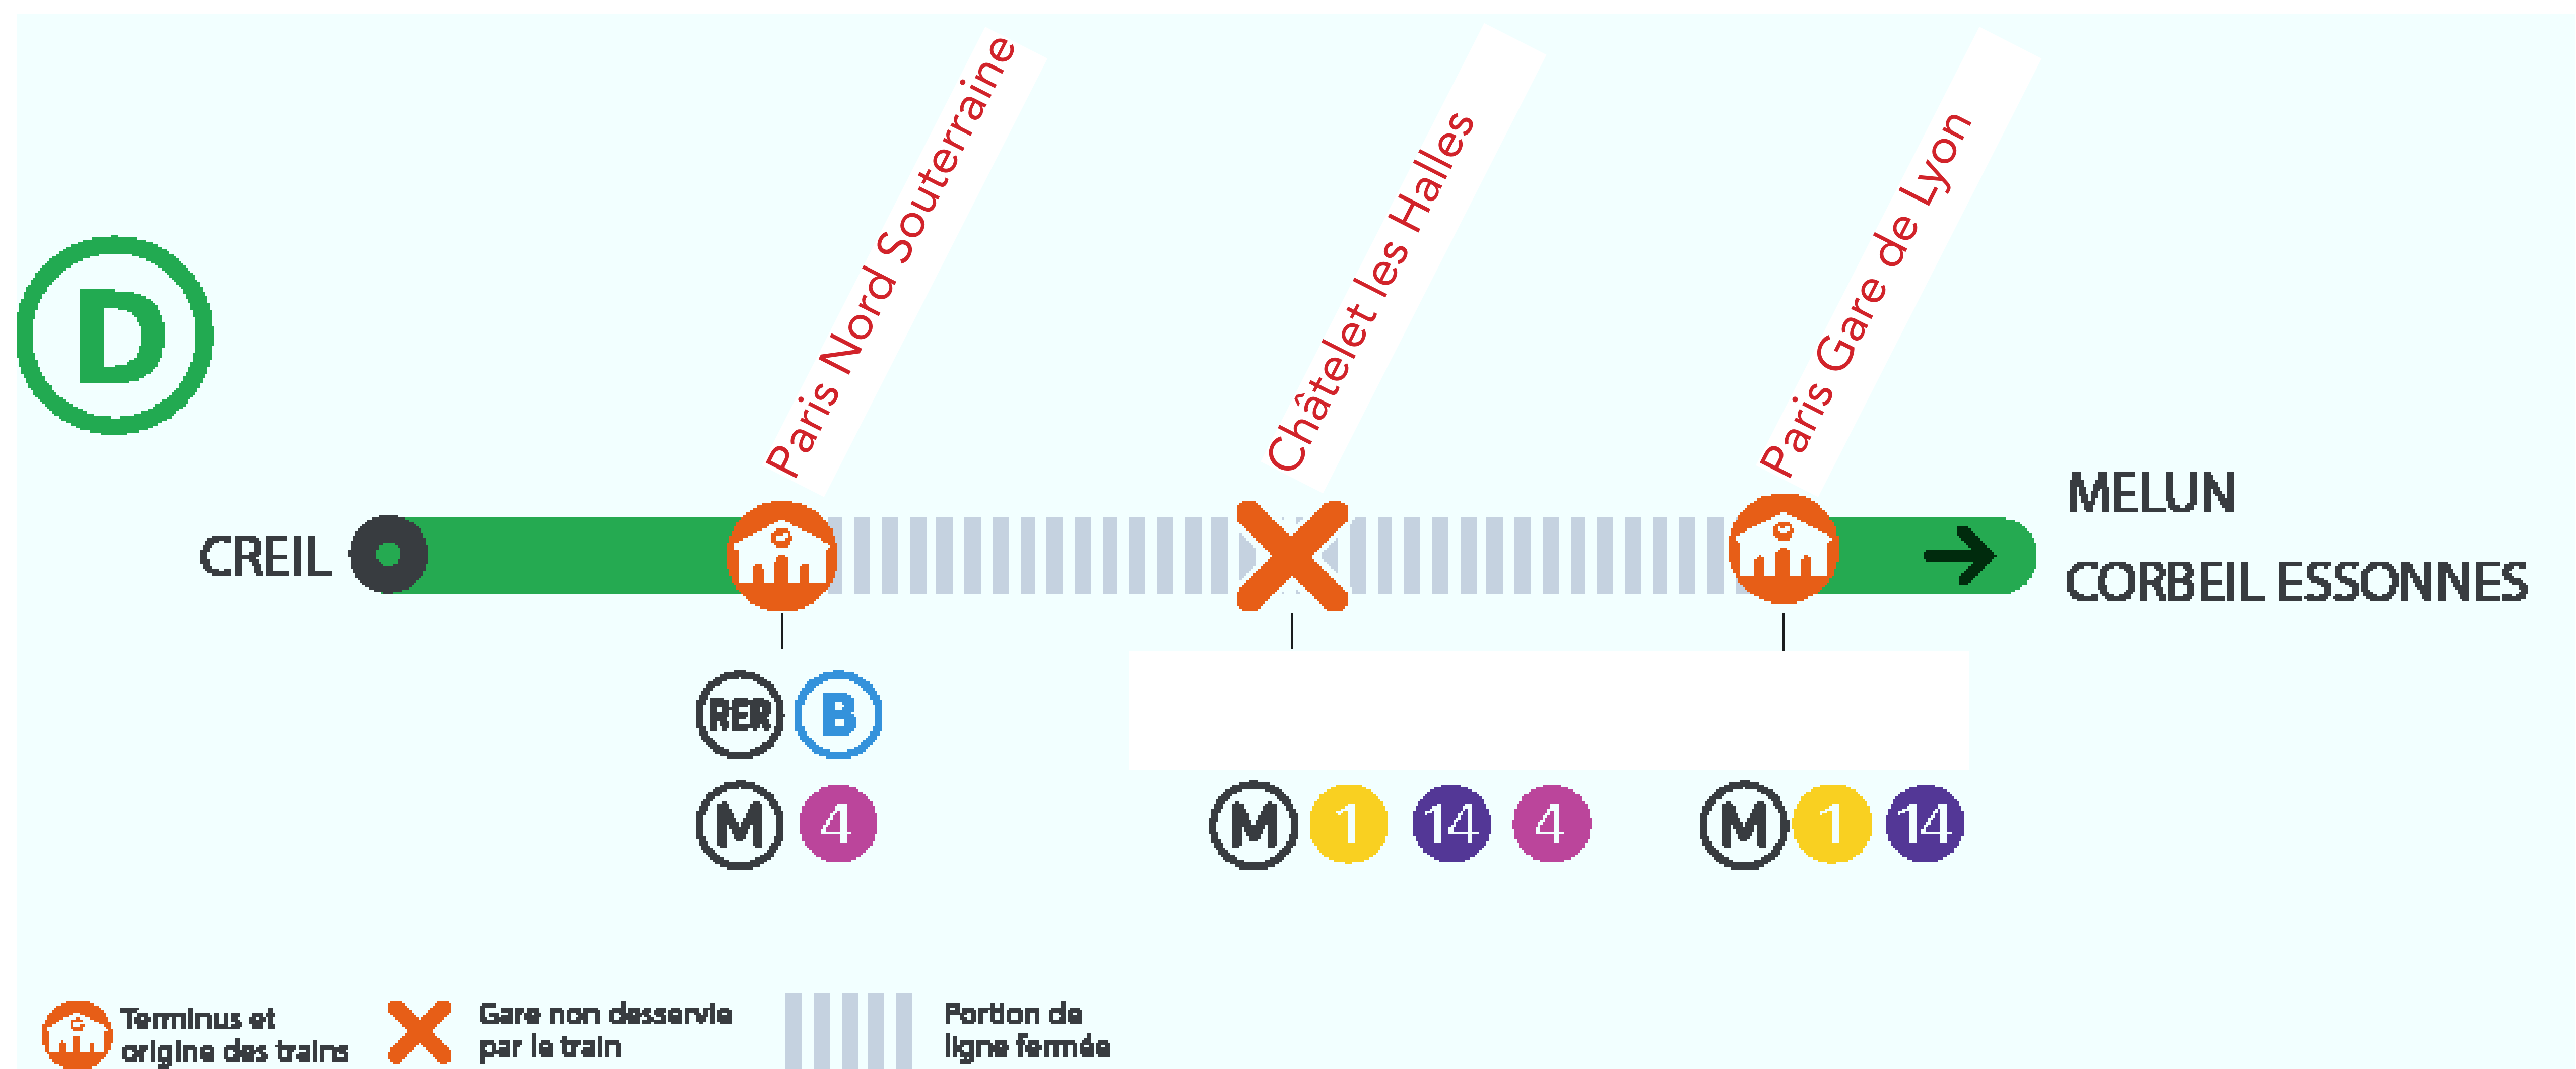 Paris Nord Souterraine
Châtelet les Halles
Paris Gare de Lyon
D
CREIL
MELUN
CORBEIL ESSONNES
RER B
M 4
M 1 14 4
M 1 14
Terminus et
origine des trains
Gare non desservie
par le train
Portion de
ligne fermée